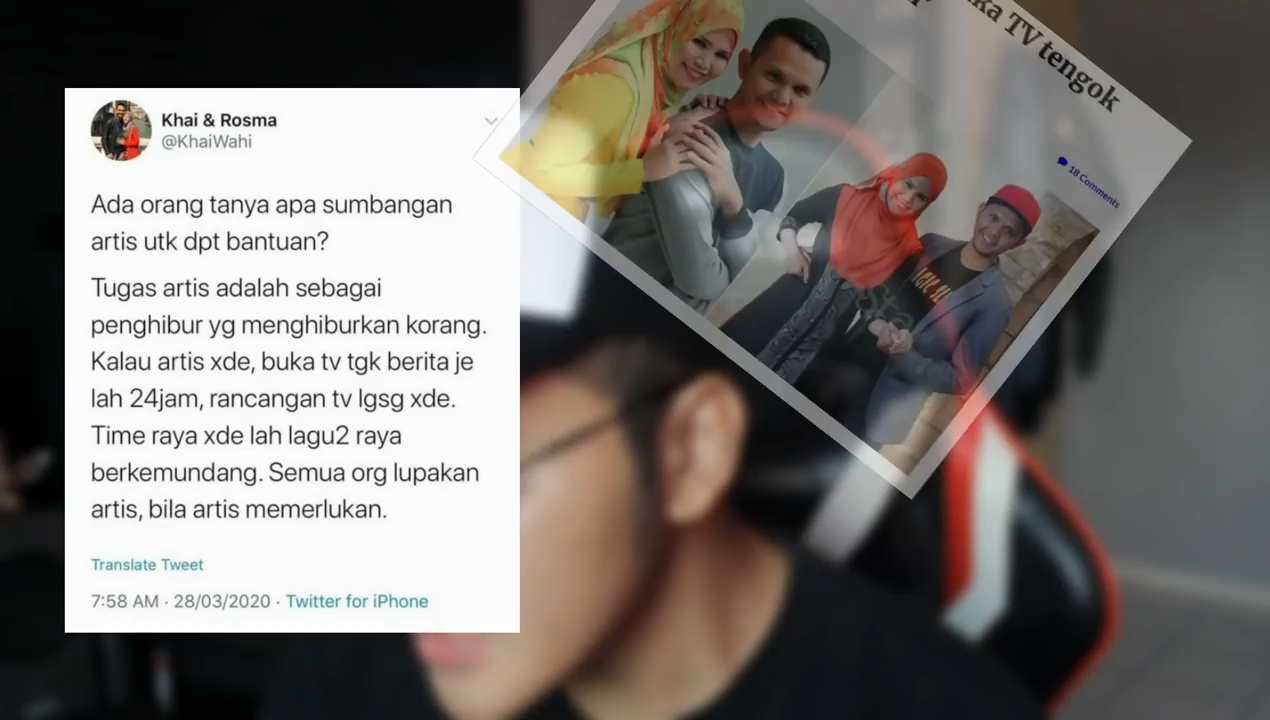 Khai & Rosma
@KhaiWahi
Ada orang tanya apa sumbangan
artis utk dpt bantuan?
Tugas artis adalah sebagai
penghibur yg menghiburkan korang.
Kalau artis xde, buka tv tgk berita je
lah 24jam, rancangan tv lgsg xde.
Time raya xde lah lagu2 raya
berkemundang. Semua org lupakan
artis, bila artis memerlukan.
Translate Tweet
7:58 AM · 28/03/2020 · Twitter for iPhone
TV tengok
18 Comments